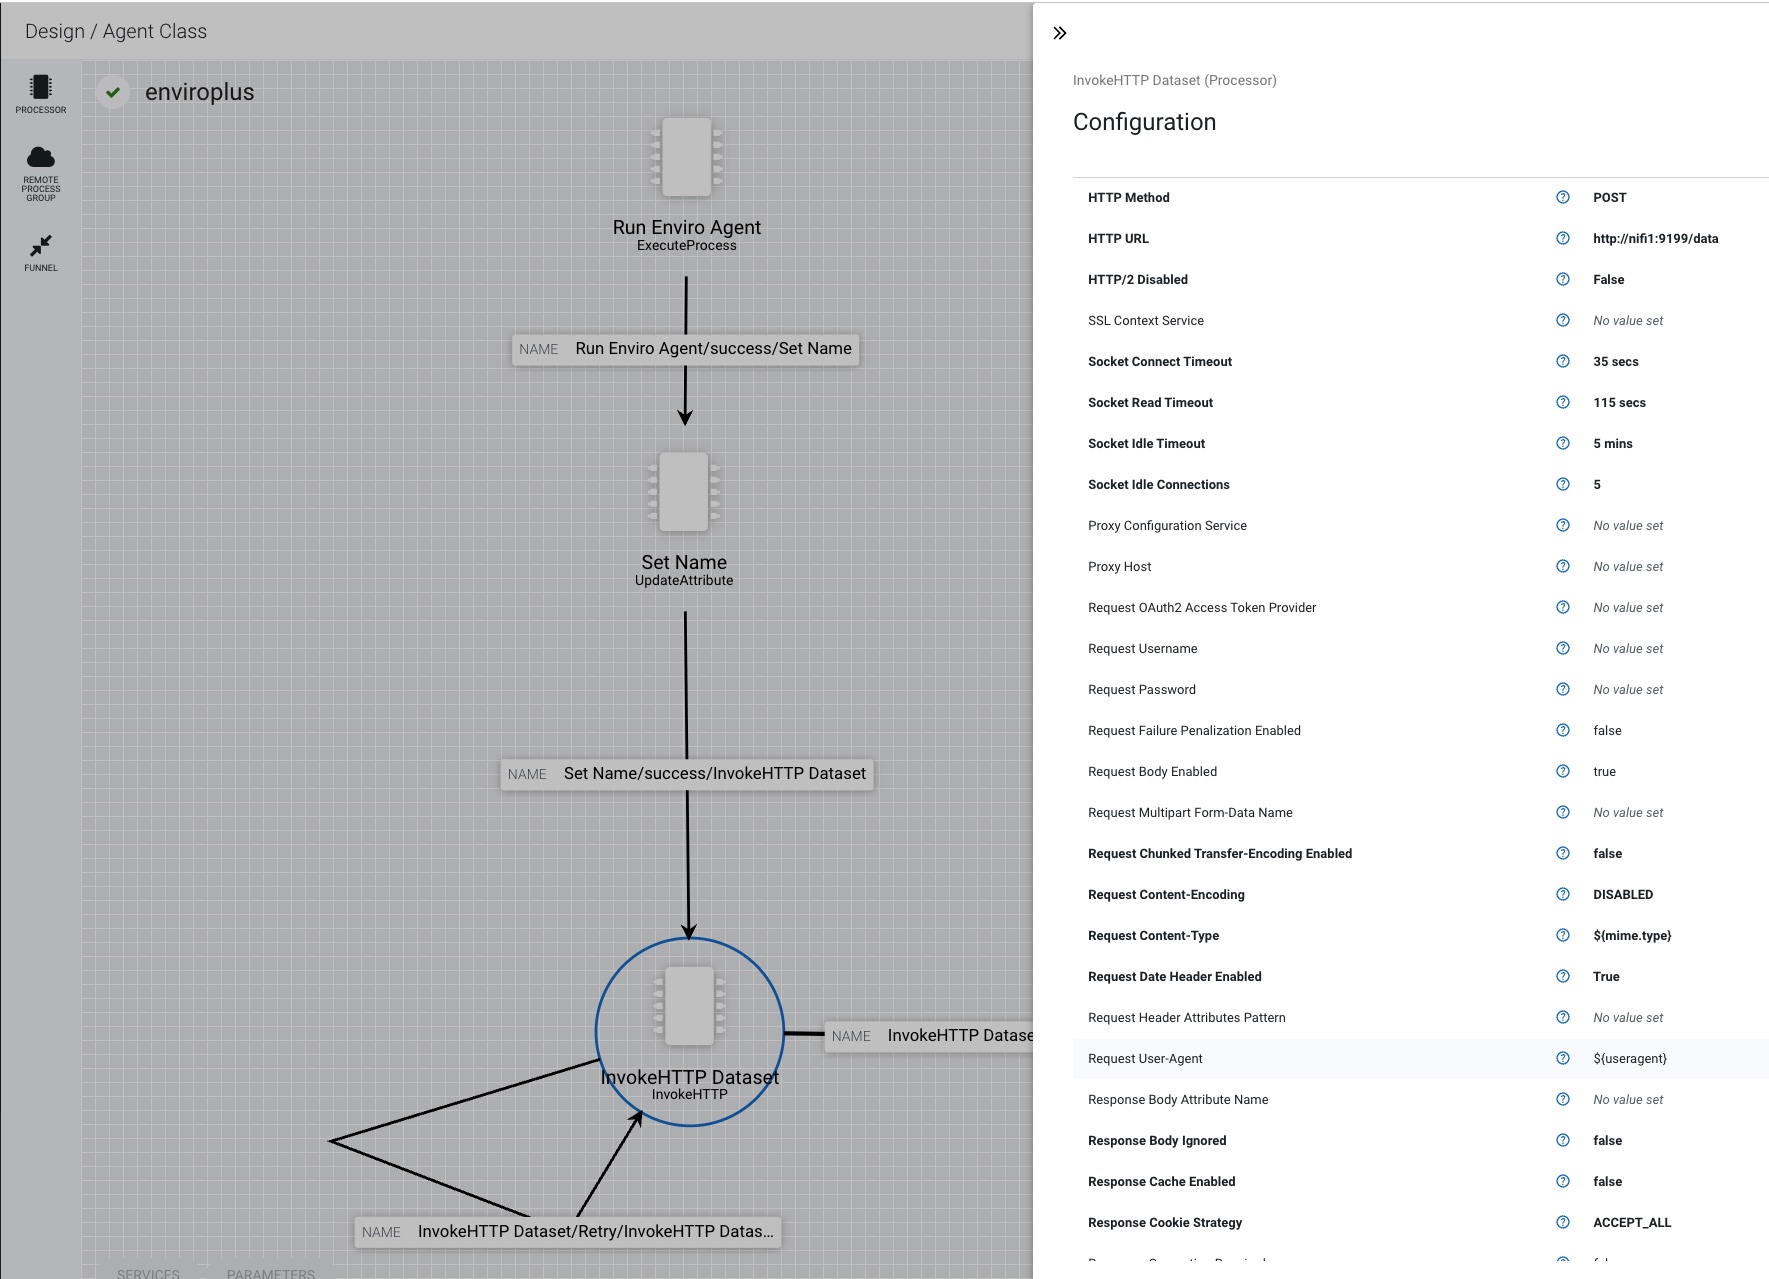 Design / Agent Class
PROCESSOR
REMOTE
PROCESS
GROUP
FUNNEL
enviroplus
Run Enviro Agent
ExecuteProcess
NAME Run Enviro Agent/success/Set Name
Set Name
UpdateAttribute
NAME Set Name/success/InvokeHTTP Dataset
InvokeHTTP Dataset
InvokeHTTP
NAME InvokeHTTP Datase
NAME InvokeHTTP Dataset/Retry/InvokeHTTP Datas...
SERVICES PARAMETERS
InvokeHTTP Dataset (Processor)
Configuration
HTTP Method POST
HTTP URL http://nifi1:9199/data
HTTP/2 Disabled False
SSL Context Service No value set
Socket Connect Timeout 35 secs
Socket Read Timeout 115 secs
Socket Idle Timeout 5 mins
Socket Idle Connections 5
Proxy Configuration Service No value set
Proxy Host No value set
Request OAuth2 Access Token Provider No value set
Request Username No value set
Request Password No value set
Request Failure Penalization Enabled false
Request Body Enabled true
Request Multipart Form-Data Name No value set
Request Chunked Transfer-Encoding Enabled false
Request Content-Encoding DISABLED
Request Content-Type ${mime.type}
Request Date Header Enabled True
Request Header Attributes Pattern No value set
Request User-Agent ${useragent}
Response Body Attribute Name No value set
Response Body Ignored false
Response Cache Enabled false
Response Cookie Strategy ACCEPT_ALL